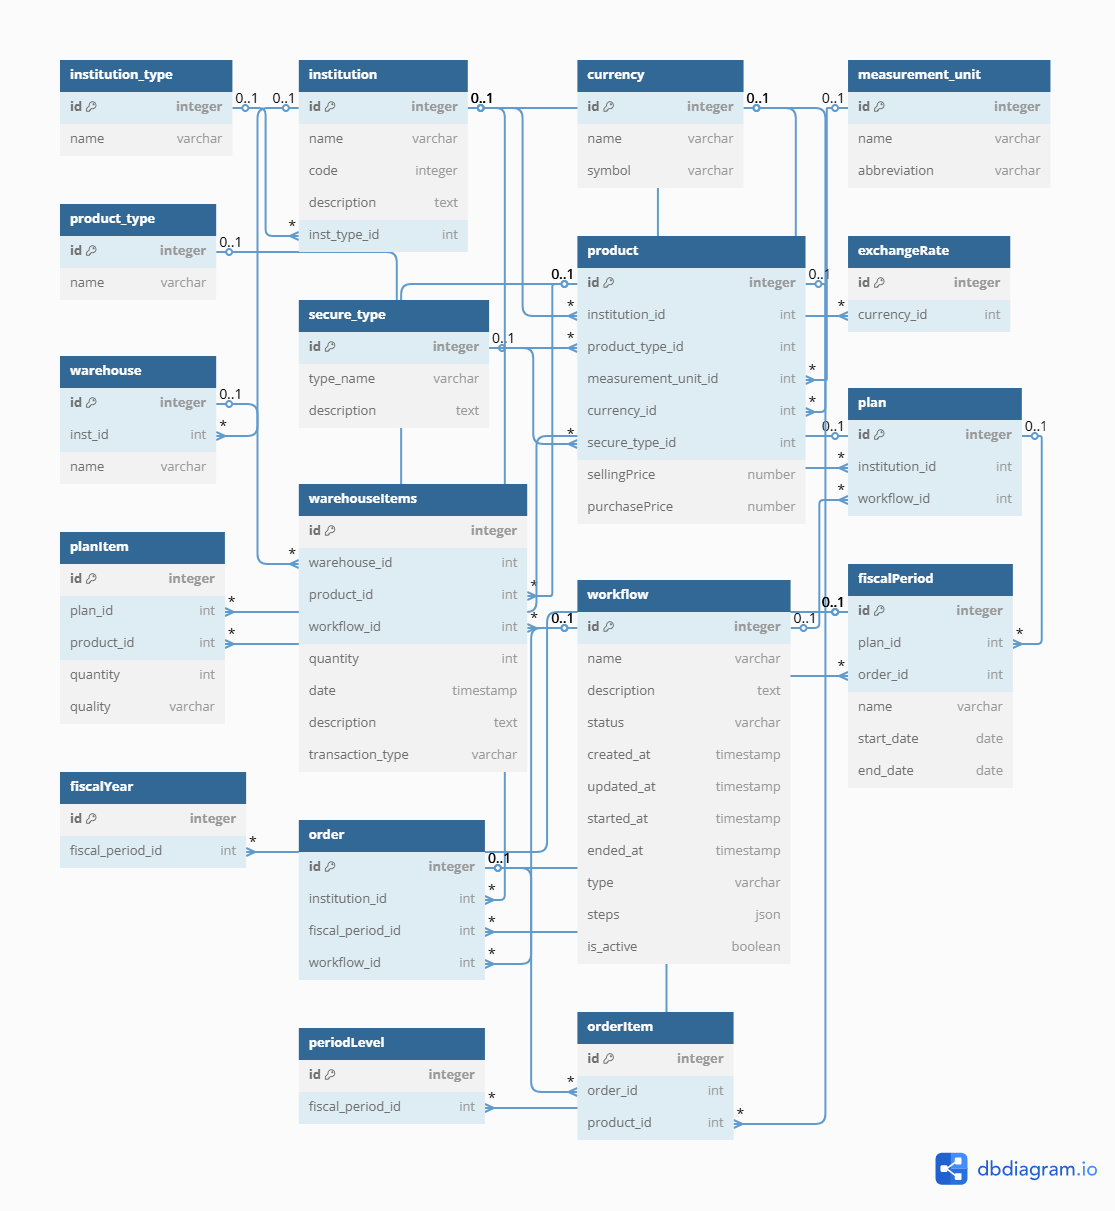 institution_type
id integer
name varchar
0..1
0..1
institution
id integer
name varchar
code integer
description text
inst_type_id int
0..1
*
currency
id integer
name varchar
symbol varchar
0..1
0..1
measurement_unit
id integer
name varchar
abbreviation varchar
product_type
id integer
name varchar
0..1
secure_type
id integer
type_name varchar
description text
0..1
product
id integer
institution_id int
product_type_id int
measurement_unit_id int
currency_id int
secure_type_id int
sellingPrice number
purchasePrice number
0..1
*
*
*
0..1
*
*
exchangeRate
id integer
currency_id int
*
warehouse
id integer
inst_id int
name varchar
0..1
*
plan
id integer
institution_id int
workflow_id int
0..1
*
*
0..1
warehouseItems
id integer
warehouse_id int
product_id int
workflow_id int
quantity int
date timestamp
description text
transaction_type varchar
*
*
*
planItem
id integer
plan_id int
product_id int
quantity int
quality varchar
*
*
workflow
id integer
name varchar
description text
status varchar
created_at timestamp
updated_at timestamp
started_at timestamp
ended_at timestamp
type varchar
steps json
is_active boolean
0..1
0..1
fiscalPeriod
id integer
plan_id int
order_id int
name varchar
start_date date
end_date date
0..1
*
*
fiscalYear
id integer
fiscal_period_id int
*
order
id integer
institution_id int
fiscal_period_id int
workflow_id int
0..1
*
*
*
periodLevel
id integer
fiscal_period_id int
*
orderItem
id integer
order_id int
product_id int
*
*
dbdiagram.io